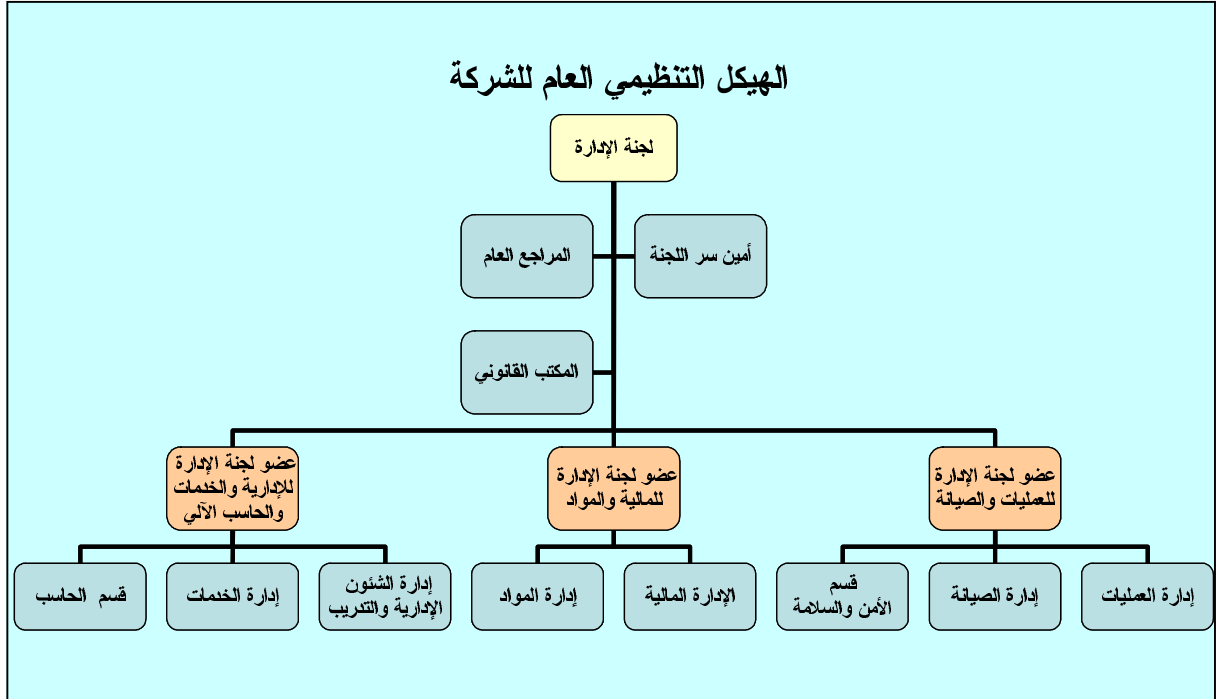 الهيكل التنظيمي العام للشركة
لجنة الإدارة
أمين سر اللجنة
المراجع العام
المكتب القانوني
عضو لجنة الإدارة
للعمليات والصيانة
عضو لجنة الإدارة
للمالية والمواد
عضو لجنة الإدارة
للإدارية والخدمات
والحاسب الآلي
إدارة العمليات
إدارة الصيانة
قسم
الأمن والسلامة
الإدارة المالية
إدارة المواد
إدارة الشئون
الإدارية والتدريب
إدارة الخدمات
قسم الحاسب